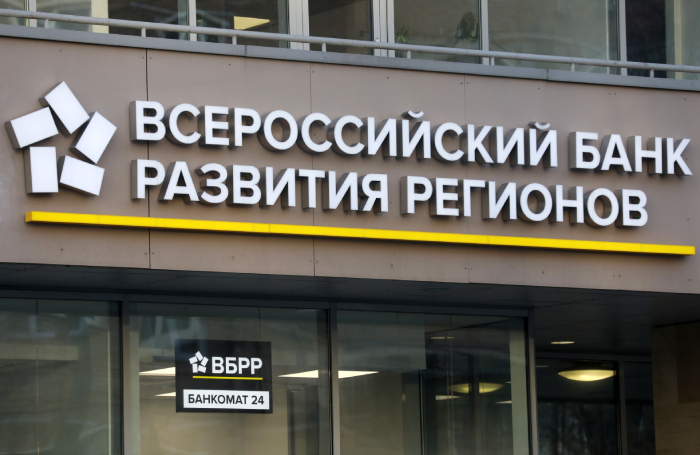 ВСЕРОССИЙСКИЙ БАНК
РАЗВИТИЯ РЕГИОНОВ
ВБРР
БАНКОМАТ 24